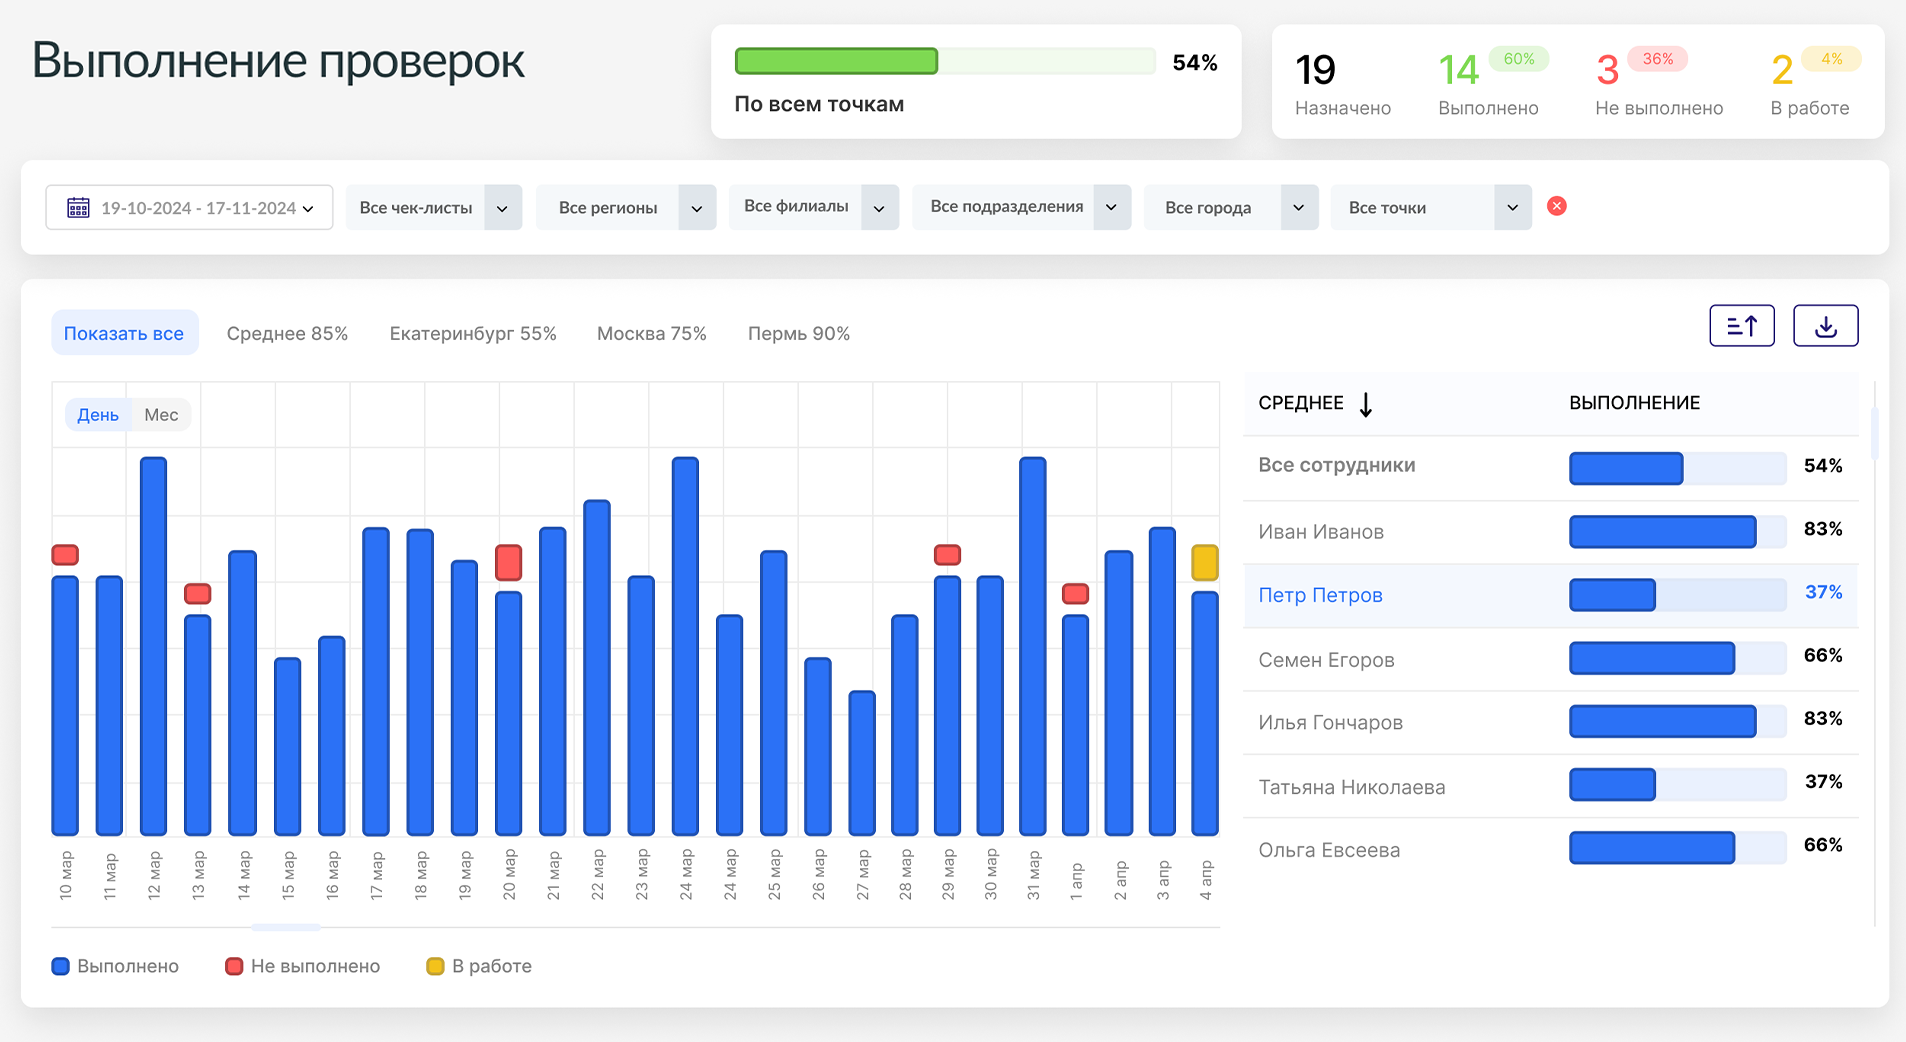 Выполнение проверок
54%
По всем точкам
19
Назначено
14 60%
Выполнено
3 36%
Не выполнено
2 4%
В работе
19-10-2024 - 17-11-2024
Все чек-листы
Все регионы
Все филиалы
Все подразделения
Все города
Все точки
Показать все
Среднее 85%
Екатеринбург 55%
Москва 75%
Пермь 90%
День
Мес
10 мар
11 мар
12 мар
13 мар
14 мар
15 мар
16 мар
17 мар
18 мар
19 мар
20 мар
21 мар
22 мар
23 мар
24 мар
24 мар
25 мар
26 мар
27 мар
28 мар
29 мар
30 мар
31 мар
1 апр
2 апр
3 апр
4 апр
Выполнено
Не выполнено
В работе
СРЕДНЕЕ ВЫПОЛНЕНИЕ
Все сотрудники 54%
Иван Иванов 83%
Петр Петров 37%
Семен Егоров 66%
Илья Гончаров 83%
Татьяна Николаева 37%
Ольга Евсеева 66%